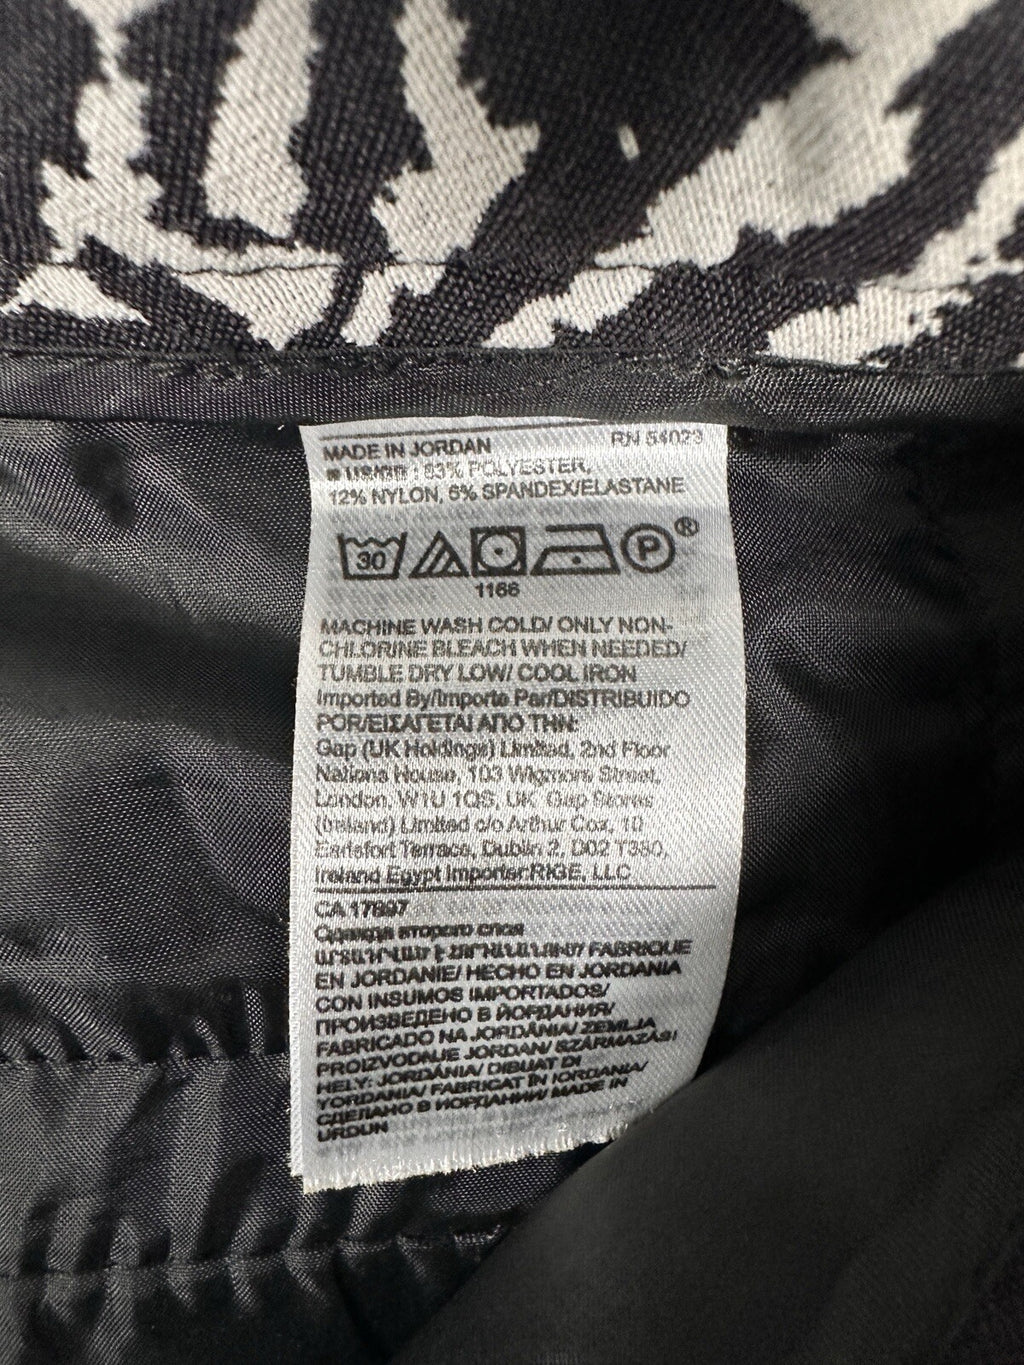 MADE IN JORDAN RN 54023
: 83% POLYESTER,
12% NYLON, 5% SPANDEX/ELASTANE
30 P ®
1166
MACHINE WASH COLD/ ONLY NON-
CHLORINE BLEACH WHEN NEEDED/
TUMBLE DRY LOW/ COOL IRON
Imported By/Importe Par/DISTRIBUIDO
POR/ΕΙΣΑΓΕΤΑΙ ΑΠΟ ΤΗΝ:
Gap (UK Holdings) Limited, 2nd Floor
Nations House, 103 Wigmore Street,
London, W1U 1QS, UK Gap Stores
(Ireland) Limited c/o Arthur Cox, 10
Earlsfort Terrace, Dublin 2, D02 T380,
Ireland Egypt Importer:RIGE, LLC
CA 17897
Одежда второго слоя
FABRIQUE
EN JORDANIE/ HECHO EN JORDANIA
CON INSUMOS IMPORTADOS/
ПРОИЗВЕДЕНО В ЙОРДАНИЯ/
FABRICADO NA JORDÂNIA/ ZEMLJA
PROIZVODNJE JORDAN/ SZÁRMAZÁSI
HELY: JORDÁNIA/ DIBUAT DI
YORDANIA/ FABRICAT ÎN IORDANIA/
СДЕЛАНО В ИОРДАНИИ/ MADE IN
URDUN